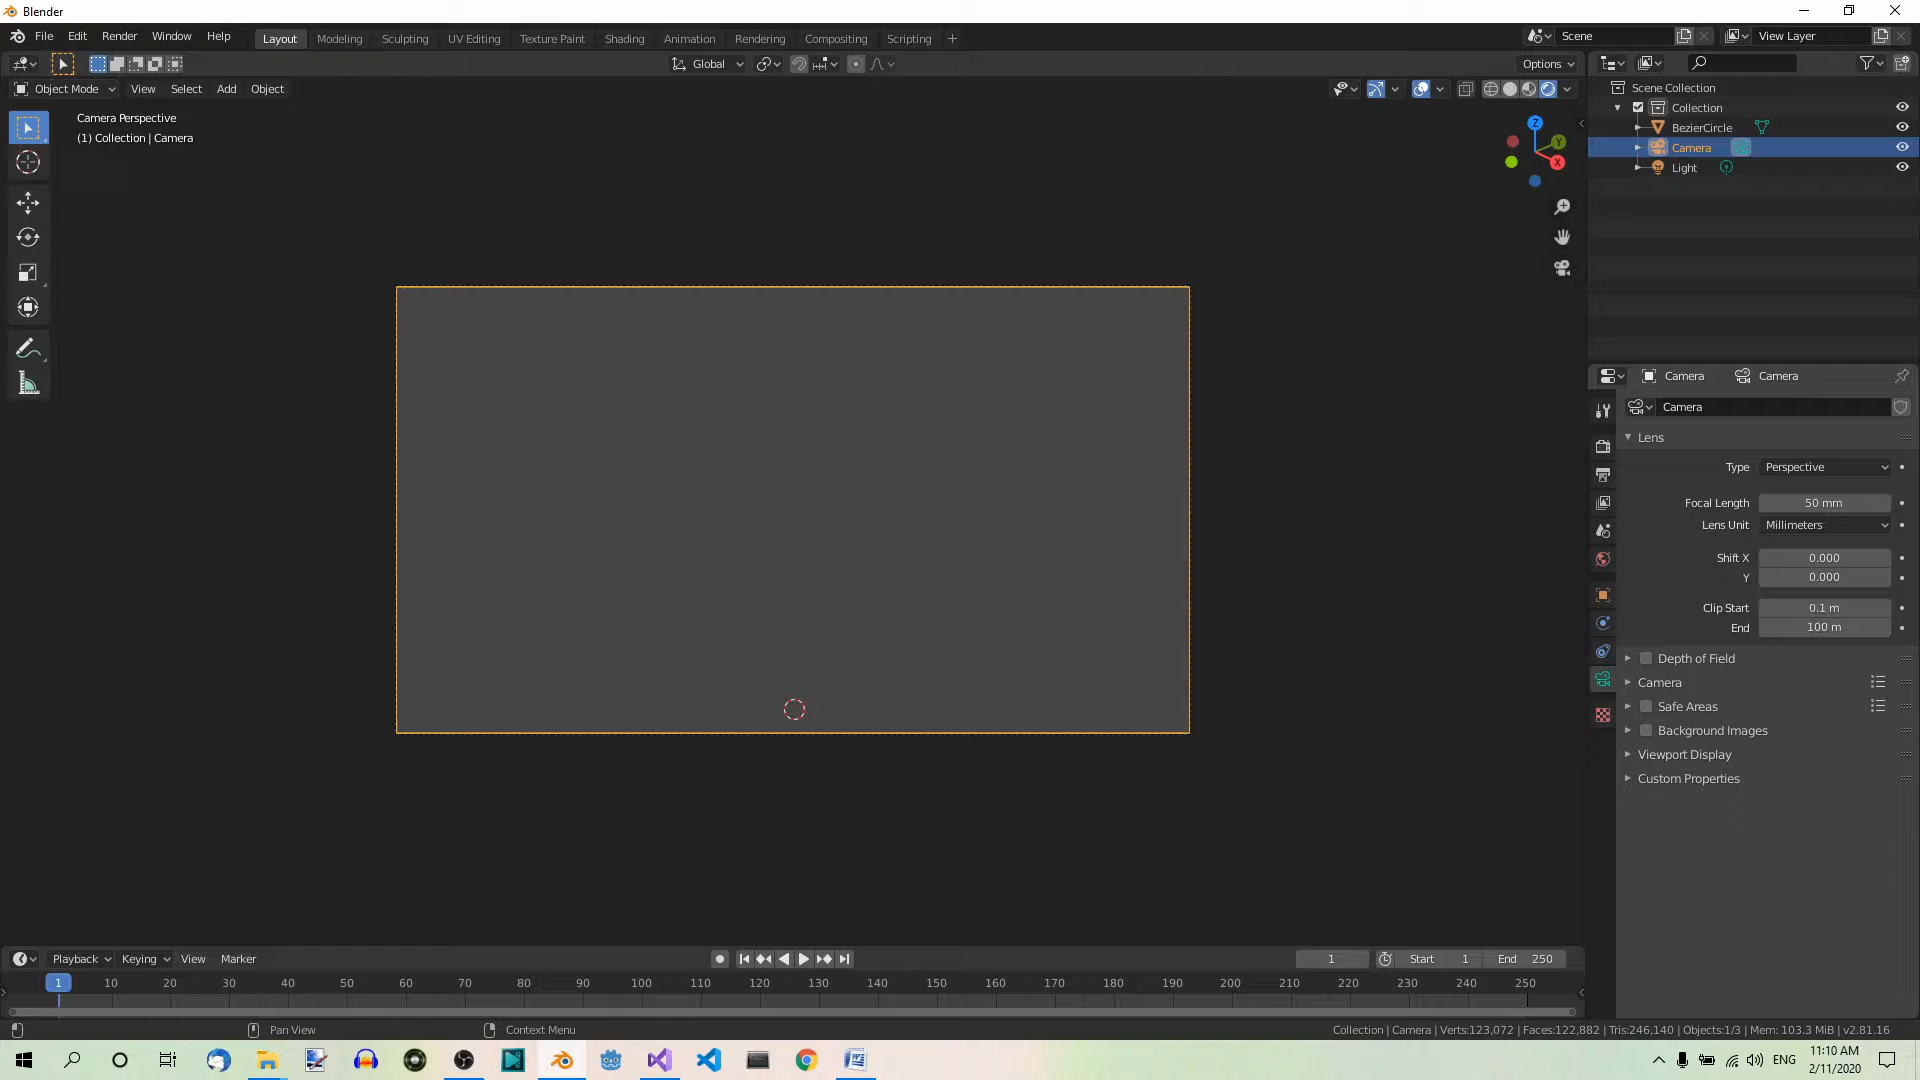 Blender
File Edit Render Window Help
Layout Modeling Sculpting UV Editing Texture Paint Shading Animation Rendering Compositing Scripting
Scene
View Layer
Global
Options
Object Mode View Select Add Object
Camera Perspective
(1) Collection | Camera
Z
Y
X
Scene Collection
Collection
BezierCircle
Camera
Light
Camera Camera
Camera
Lens
Type Perspective
Focal Length 50 mm
Lens Unit Millimeters
Shift X 0.000
Y 0.000
Clip Start 0.1 m
End 100 m
Depth of Field
Camera
Safe Areas
Background Images
Viewport Display
Custom Properties
Playback Keying View Marker
1 Start 1 End 250
1 10 20 30 40 50 60 70 80 90 100 110 120 130 140 150 160 170 180 190 200 210 220 230 240 250
Pan View
Context Menu
Collection | Camera | Verts:123,072 | Faces:122,882 | Tris:246,140 | Objects:1/3 | Mem: 103.3 MiB | v2.81.16
ENG
11:10 AM
2/11/2020